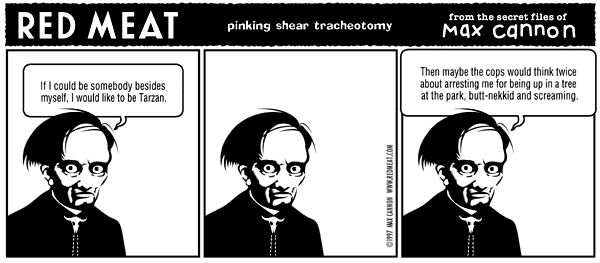 RED MEAT
pinking shear tracheotomy
from the secret files of
Max cannon
If I could be somebody besides
myself, I would like to be Tarzan.
©1997 MAX CANNON WWW.REDMEAT.COM
Then maybe the cops would think twice
about arresting me for being up in a tree
at the park, butt-nekkid and screaming.